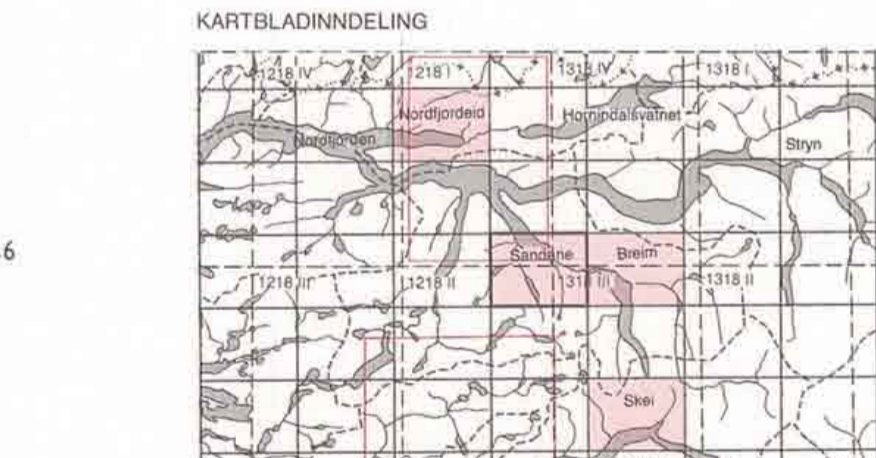 KARTBLADINNDELING
1218 IV
1218 I
1318 IV
1318 I
Nordfjordeid
Hornindalsvatnet
Nordfjorden
Stryn
6
Sandane
Breim
1218 III
1218 II
1318 III
1318 II
Skei